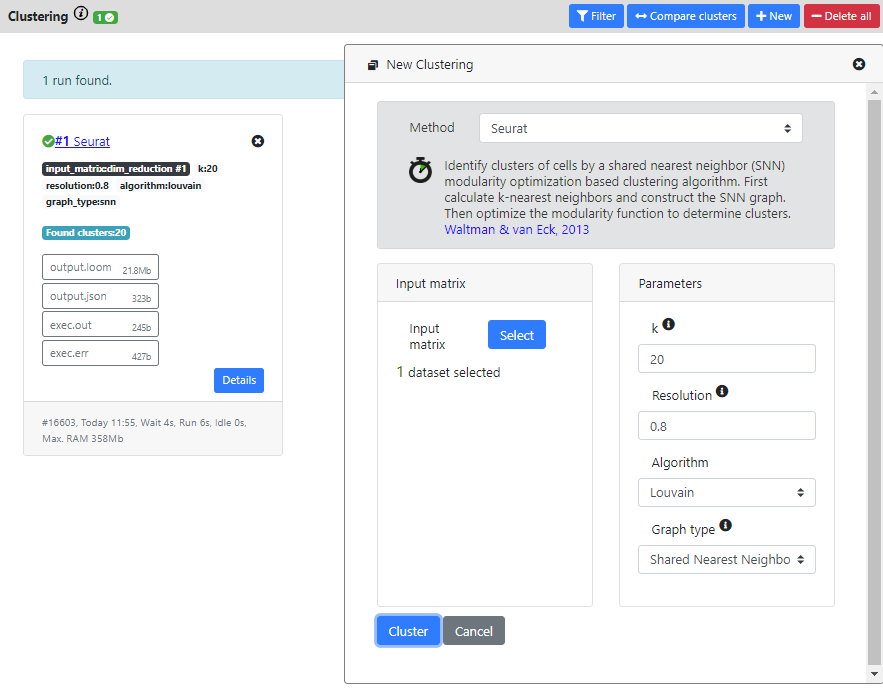 Clustering 1
Filter Compare clusters New Delete all
1 run found.
#1 Seurat
input_matrix:dim_reduction #1 k:20
resolution:0.8 algorithm:louvain
graph_type:snn
Found clusters:20
output.loom 21.8Mb
output.json 323b
exec.out 245b
exec.err 427b
Details
#16603, Today 11:55, Wait 4s, Run 6s, Idle 0s,
Max. RAM 358Mb
New Clustering
Method Seurat
Identify clusters of cells by a shared nearest neighbor (SNN)
modularity optimization based clustering algorithm. First
calculate k-nearest neighbors and construct the SNN graph.
Then optimize the modularity function to determine clusters.
Waltman & van Eck, 2013
Input matrix
Input
matrix
Select
1 dataset selected
Parameters
k
20
Resolution
0.8
Algorithm
Louvain
Graph type
Shared Nearest Neighbo
Cluster Cancel